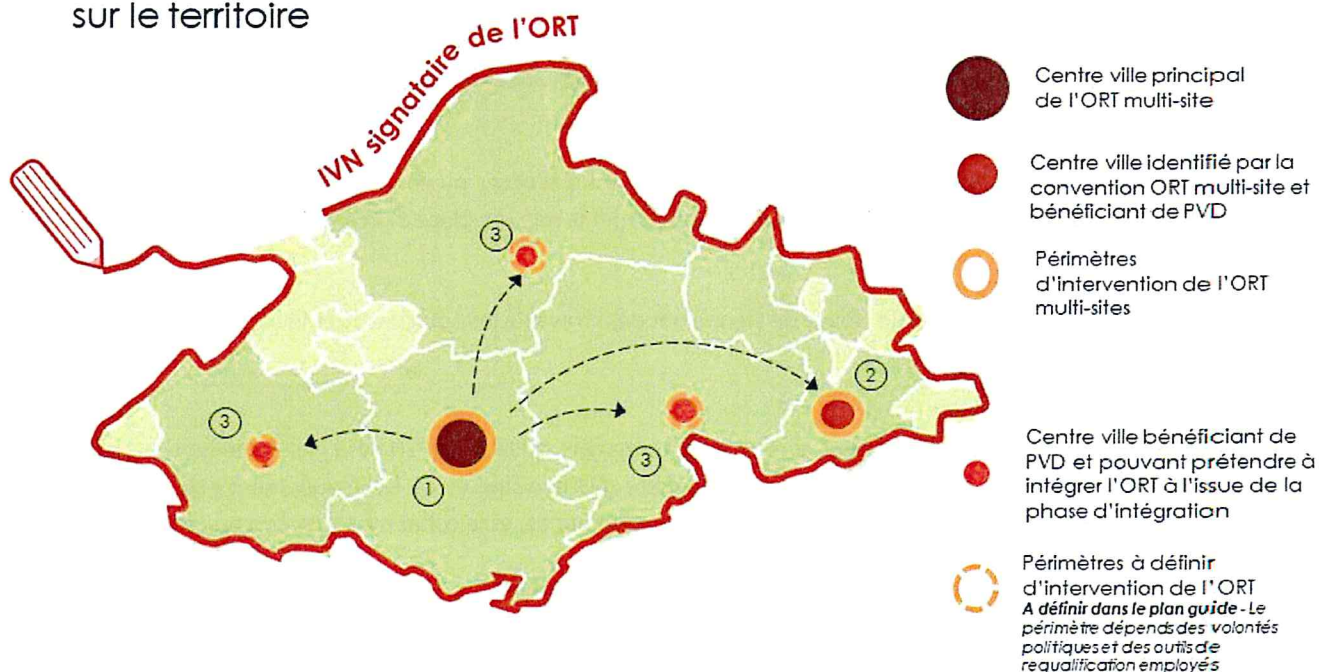 sur le territoire
IVN signataire de l'ORT
3
3
1
3
2
Centre ville principal
de l'ORT multi-site
Centre ville identifié par la
convention ORT multi-site et
bénéficiant de PVD
Périmètres
d'intervention de l'ORT
multi-sites
Centre ville bénéficiant de
PVD et pouvant prétendre à
intégrer l'ORT à l'issue de la
phase d'intégration
Périmètres à définir
d'intervention de l'ORT
A définir dans le plan guide - Le
périmètre dépends des volontés
politiques et des outils de
requalification employés